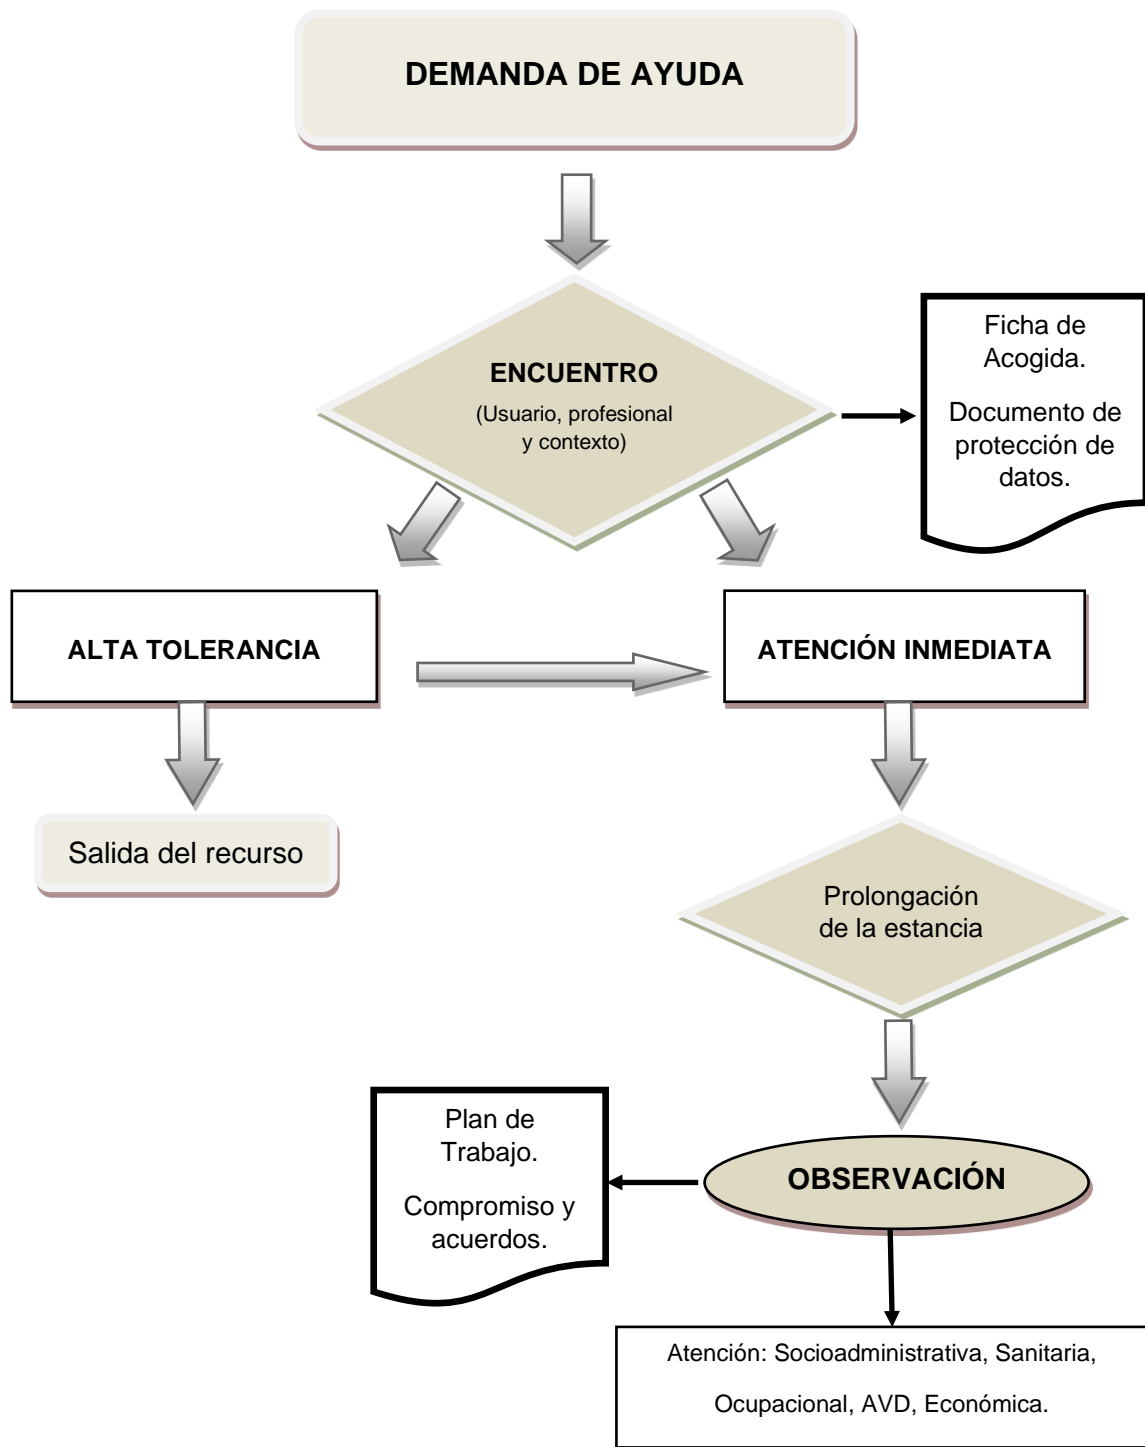 DEMANDA DE AYUDA
ENCUENTRO
(Usuario, profesional
y contexto)
Ficha de
Acogida.
Documento de
protección de
datos.
ALTA TOLERANCIA
ATENCIÓN INMEDIATA
Salida del recurso
Prolongación
de la estancia
Plan de
Trabajo.
Compromiso y
acuerdos.
OBSERVACIÓN
Atención: Socioadministrativa, Sanitaria,
Ocupacional, AVD, Económica.